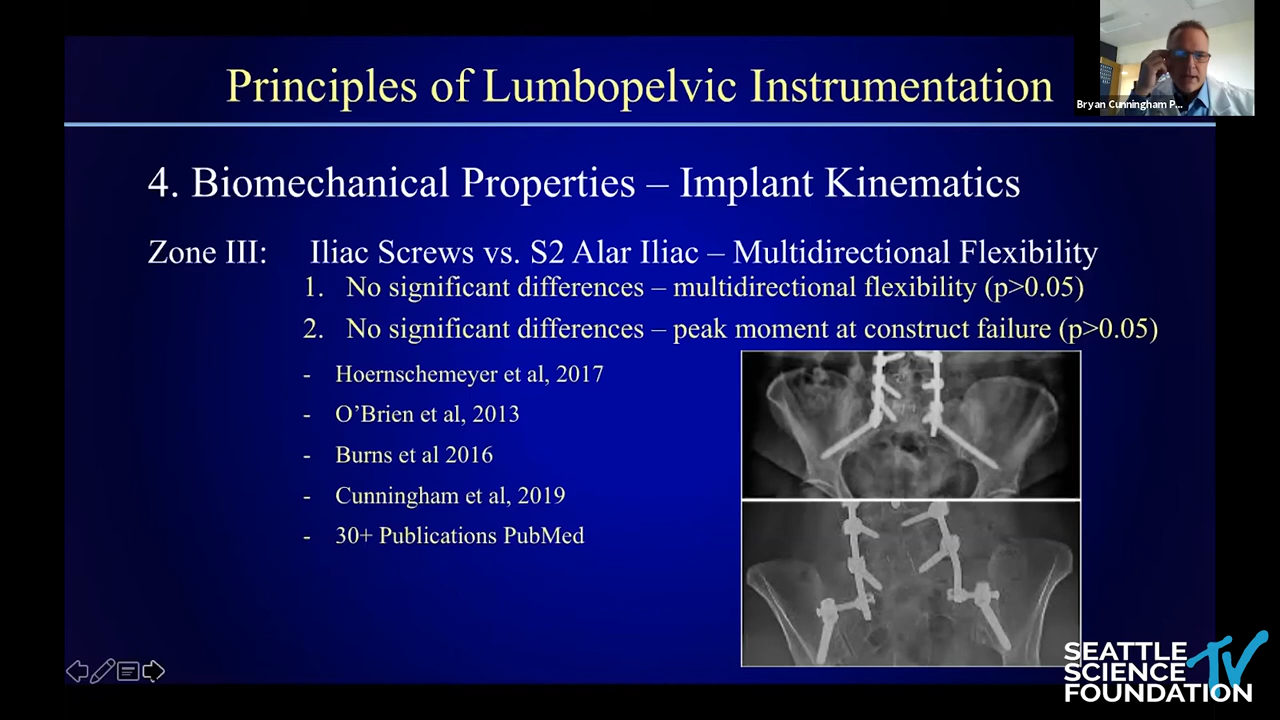 Principles of Lumbopelvic Instrumentation
Bryan Cunningham P...
4. Biomechanical Properties – Implant Kinematics
Zone III: Iliac Screws vs. S2 Alar Iliac – Multidirectional Flexibility
1. No significant differences – multidirectional flexibility (p>0.05)
2. No significant differences – peak moment at construct failure (p>0.05)
- Hoernschemeyer et al, 2017
- O’Brien et al, 2013
- Burns et al 2016
- Cunningham et al, 2019
- 30+ Publications PubMed
SEATTLE
SCIENCE TV
FOUNDATION